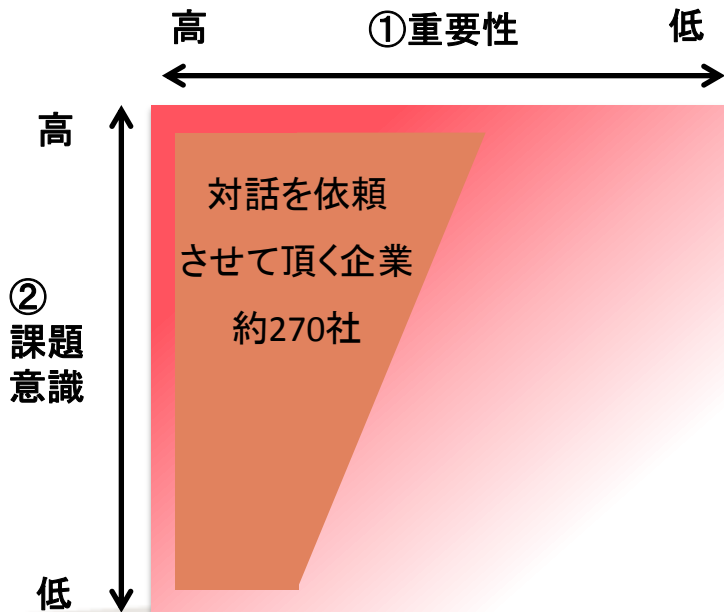 高 ①重要性 低
高
対話を依頼
させて頂く企業
約270社
②
課題
意識
低